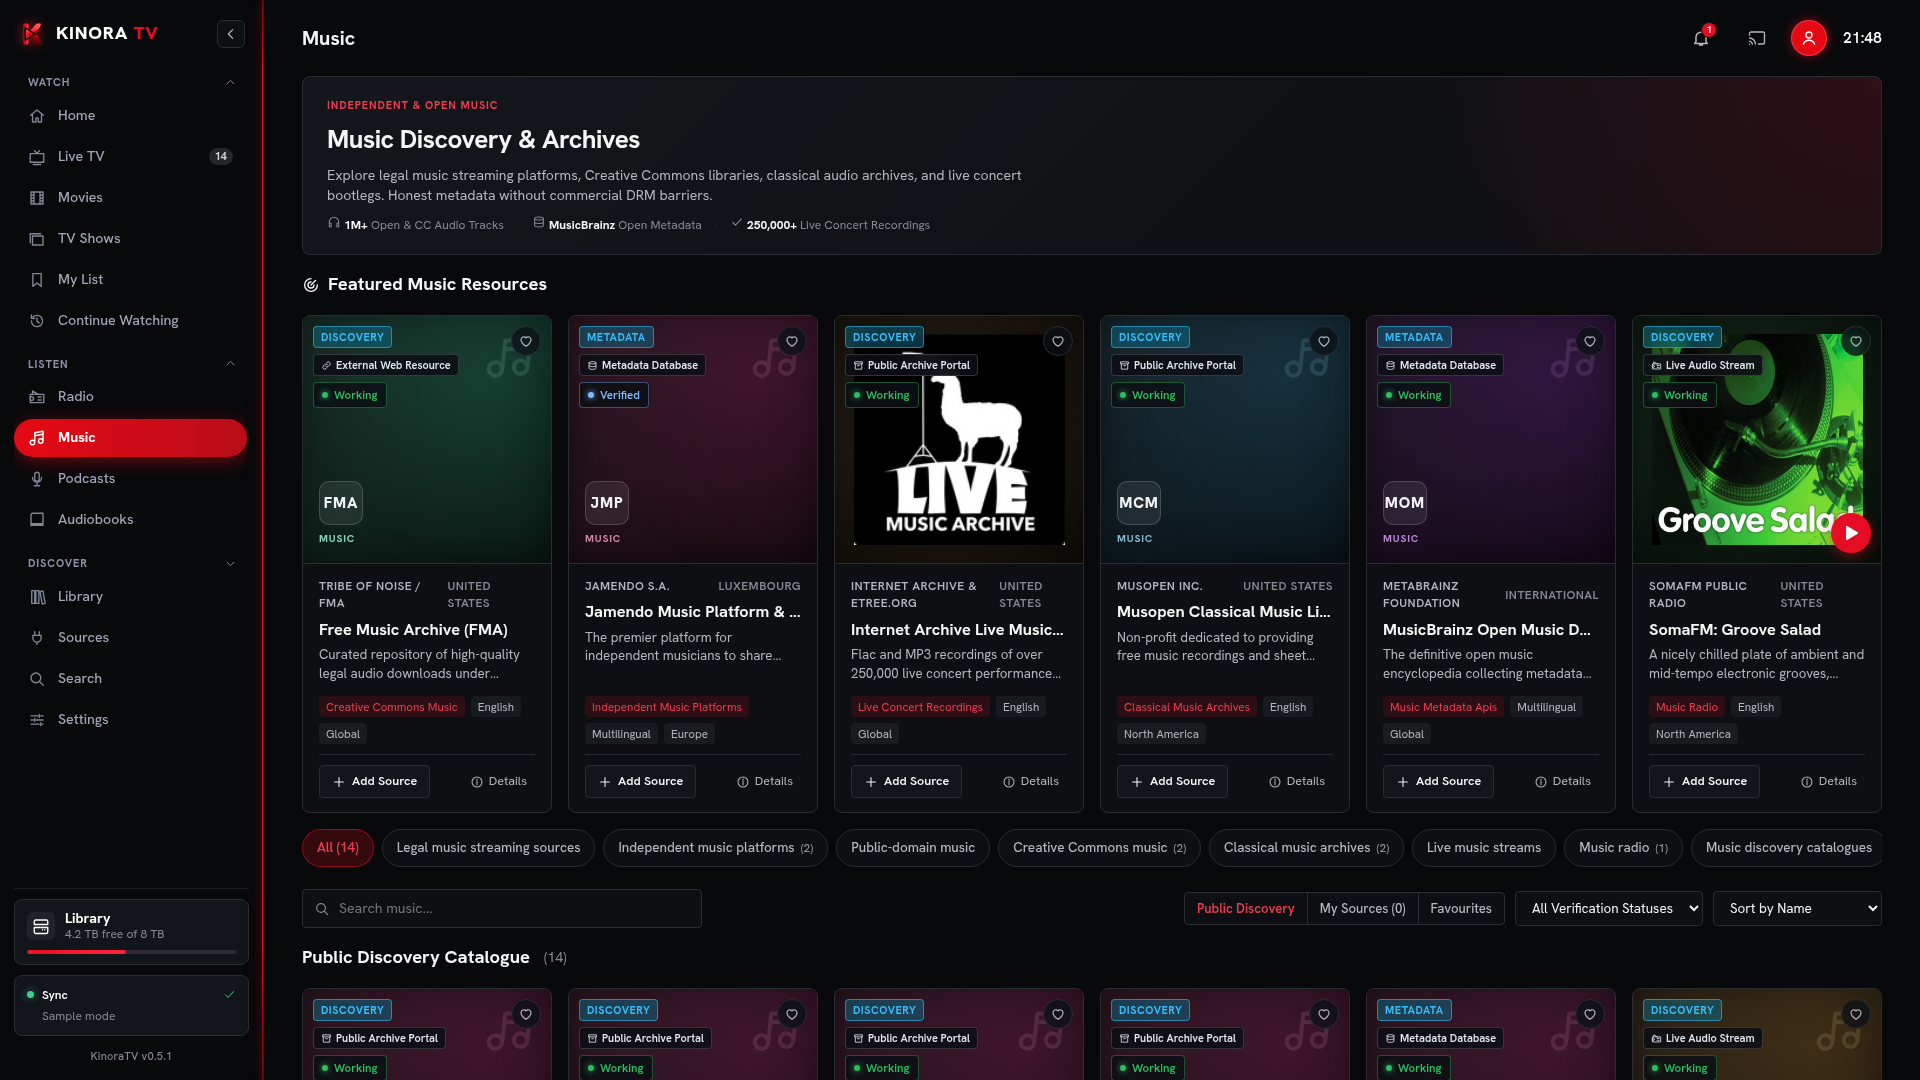 KINORA TV
WATCH
Home
Live TV 14
Movies
TV Shows
My List
Continue Watching
LISTEN
Radio
Music
Podcasts
Audiobooks
DISCOVER
Library
Sources
Search
Settings
Library
4.2 TB free of 8 TB
Sync
Sample mode
KinoraTV v0.5.1
Music
1
21:48
INDEPENDENT & OPEN MUSIC
Music Discovery & Archives
Explore legal music streaming platforms, Creative Commons libraries, classical audio archives, and live concert
bootlegs. Honest metadata without commercial DRM barriers.
1M+ Open & CC Audio Tracks · MusicBrainz Open Metadata · 250,000+ Live Concert Recordings
Featured Music Resources
DISCOVERY
External Web Resource
Working
FMA
MUSIC
TRIBE OF NOISE / FMA
UNITED STATES
Free Music Archive (FMA)
Curated repository of high-quality
legal audio downloads under...
Creative Commons Music English
Global
Add Source Details
METADATA
Metadata Database
Verified
JMP
MUSIC
JAMENDO S.A. LUXEMBOURG
Jamendo Music Platform & ...
The premier platform for
independent musicians to share...
Independent Music Platforms
Multilingual Europe
Add Source Details
DISCOVERY
Public Archive Portal
Working
LIVE
MUSIC ARCHIVE
INTERNET ARCHIVE & ETREE.ORG
UNITED STATES
Internet Archive Live Music...
Flac and MP3 recordings of over
250,000 live concert performance...
Live Concert Recordings English
Global
Add Source Details
DISCOVERY
Public Archive Portal
Working
MCM
MUSIC
MUSOPEN INC. UNITED STATES
Musopen Classical Music Li...
Non-profit dedicated to providing
free music recordings and sheet...
Classical Music Archives English
North America
Add Source Details
METADATA
Metadata Database
Working
MOM
MUSIC
METABRAINZ FOUNDATION
INTERNATIONAL
MusicBrainz Open Music D...
The definitive open music
encyclopedia collecting metadata...
Music Metadata Apis Multilingual
Global
Add Source Details
DISCOVERY
Live Audio Stream
Working
Groove Salad
SOMAFM PUBLIC RADIO
UNITED STATES
SomaFM: Groove Salad
A nicely chilled plate of ambient and
mid-tempo electronic grooves,...
Music Radio English
North America
Add Source Details
All (14) Legal music streaming sources Independent music platforms (2) Public-domain music Creative Commons music (2) Classical music archives (2) Live music streams Music radio (1) Music discovery catalogues
Search music...
Public Discovery My Sources (0) Favourites All Verification Statuses Sort by Name
Public Discovery Catalogue (14)
DISCOVERY
Public Archive Portal
Working
DISCOVERY
Public Archive Portal
Working
DISCOVERY
Public Archive Portal
Working
DISCOVERY
Public Archive Portal
Working
METADATA
Metadata Database
Working
DISCOVERY
Live Audio Stream
Working